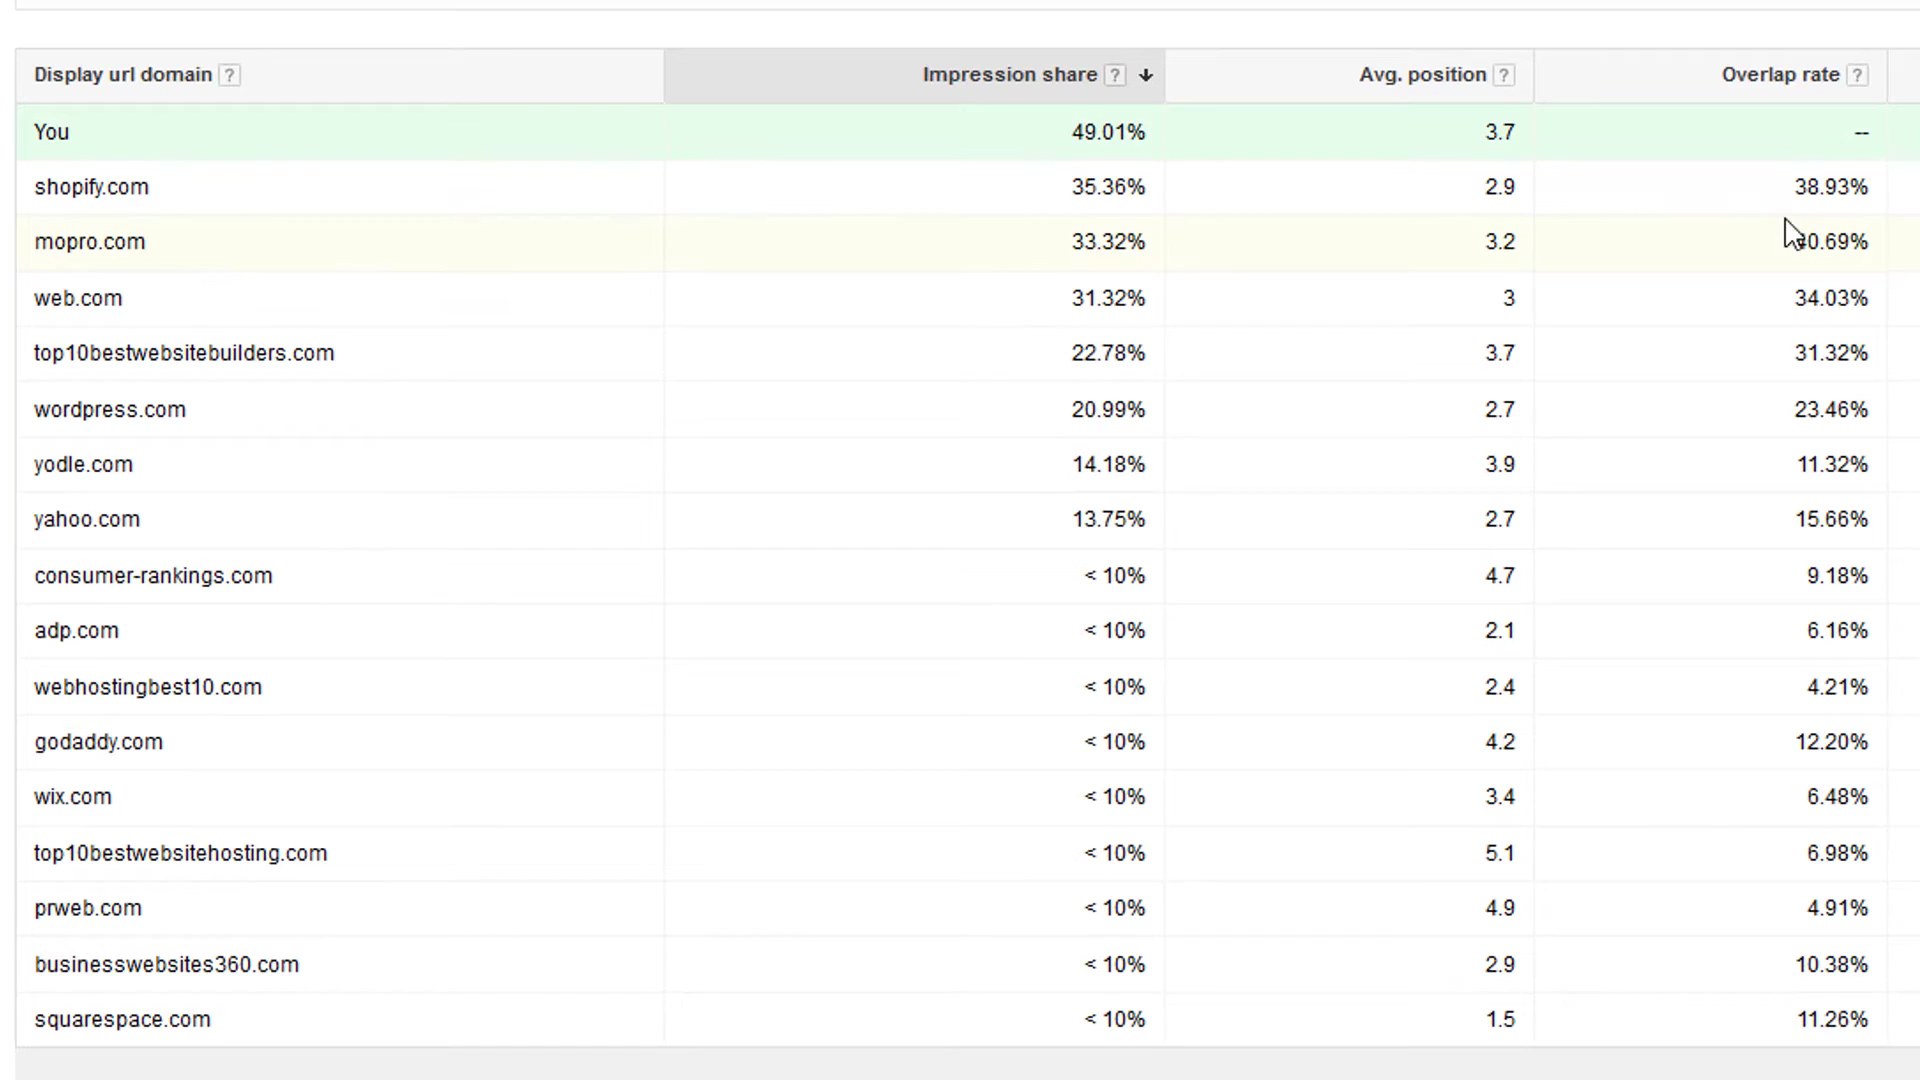 Display url domain ? Impression share ? ↓ Avg. position ? Overlap rate ?
You 49.01% 3.7 --
shopify.com 35.36% 2.9 38.93%
mopro.com 33.32% 3.2
web.com 31.32% 3 34.03%
top10bestwebsitebuilders.com 22.78% 3.7 31.32%
wordpress.com 20.99% 2.7 23.46%
yodle.com 14.18% 3.9 11.32%
yahoo.com 13.75% 2.7 15.66%
consumer-rankings.com < 10% 4.7 9.18%
adp.com < 10% 2.1 6.16%
webhostingbest10.com < 10% 2.4 4.21%
godaddy.com < 10% 4.2 12.20%
wix.com < 10% 3.4 6.48%
top10bestwebsitehosting.com < 10% 5.1 6.98%
prweb.com < 10% 4.9 4.91%
businesswebsites360.com < 10% 2.9 10.38%
squarespace.com < 10% 1.5 11.26%